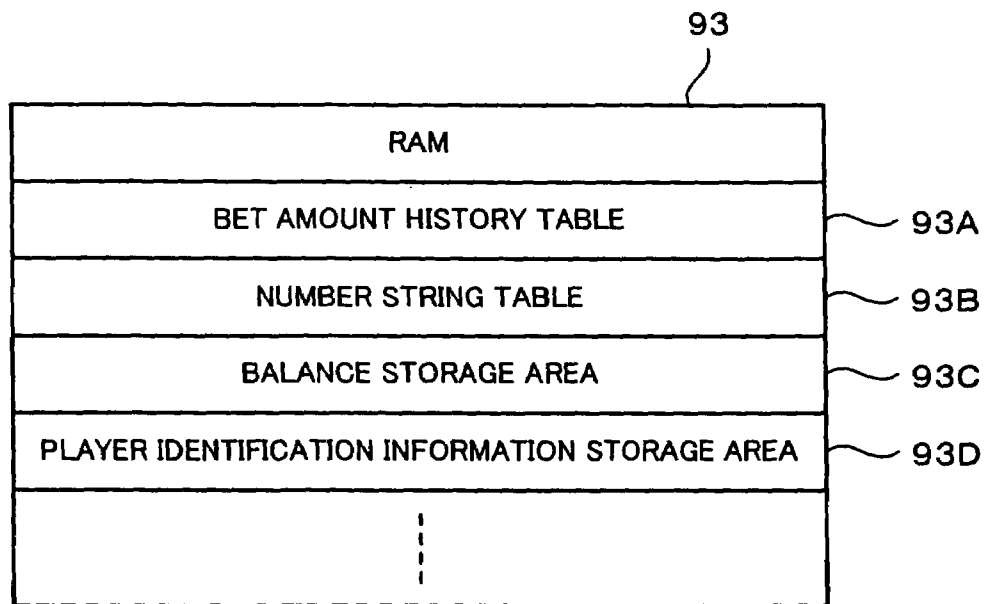 93
RAM
BET AMOUNT HISTORY TABLE 93A
NUMBER STRING TABLE 93B
BALANCE STORAGE AREA 93C
PLAYER IDENTIFICATION INFORMATION STORAGE AREA 93D